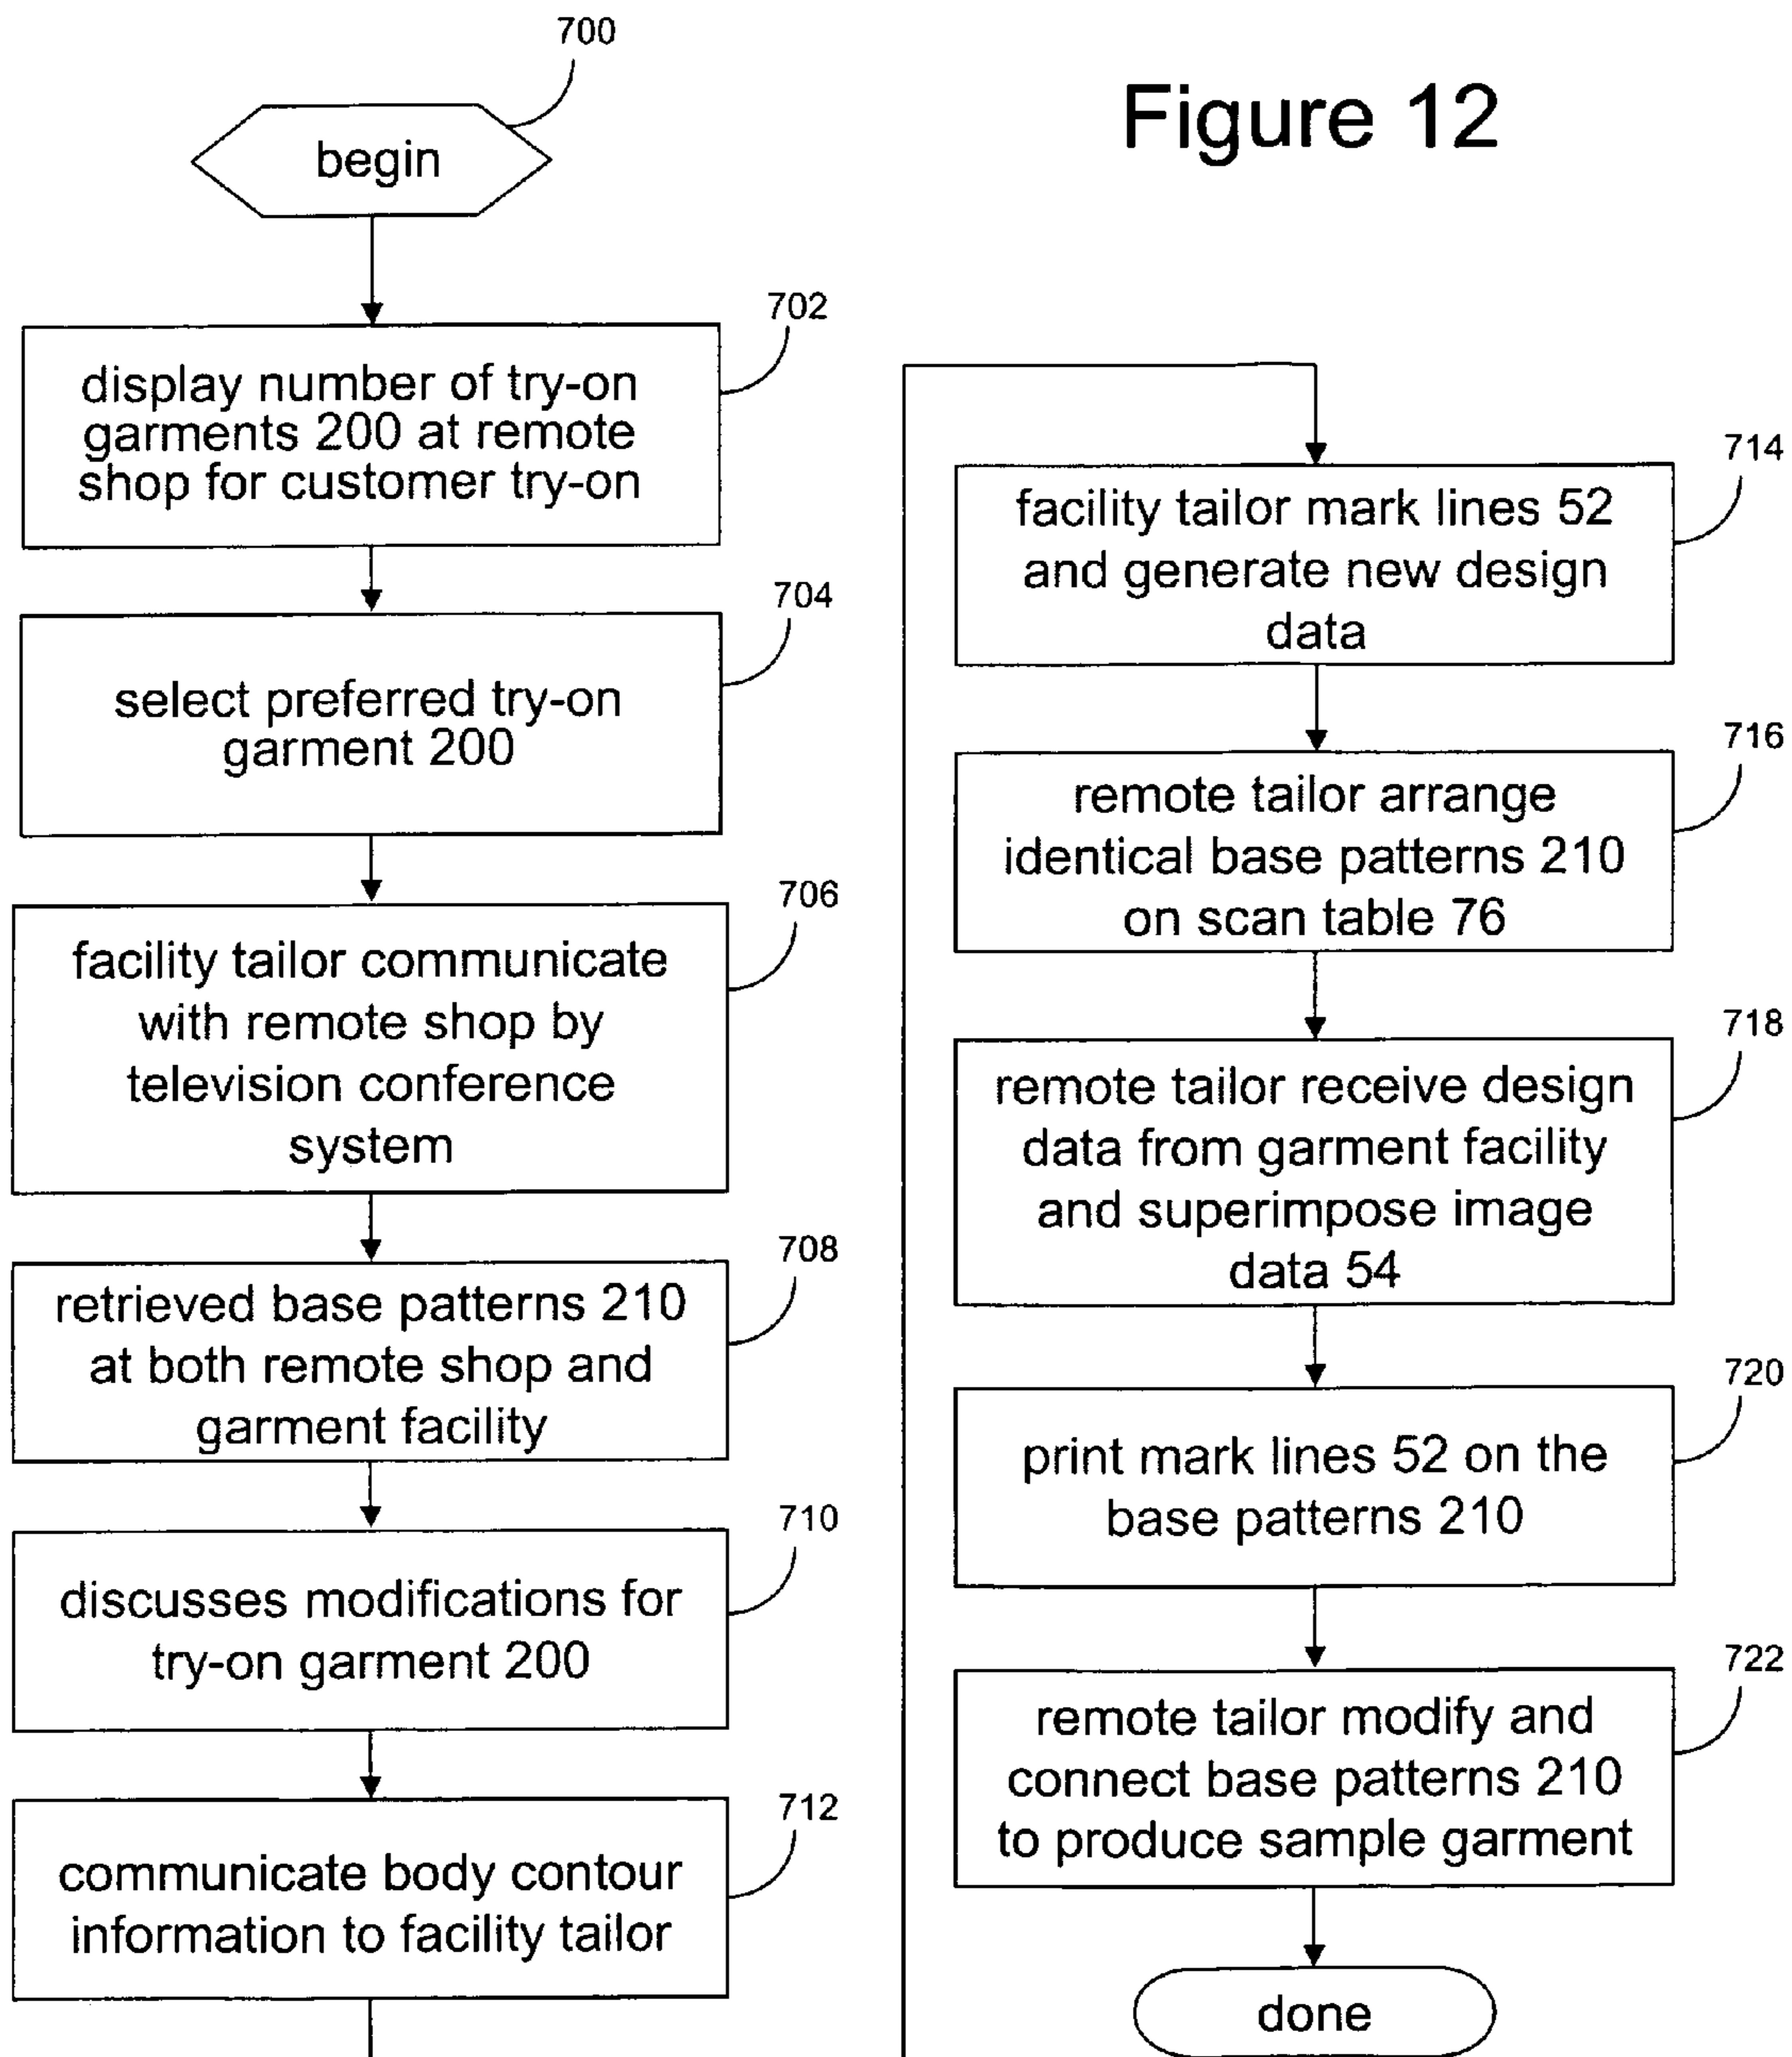 Figure 12
700
begin
702
display number of try-on
garments 200 at remote
shop for customer try-on
704
select preferred try-on
garment 200
706
facility tailor communicate
with remote shop by
television conference
system
708
retrieved base patterns 210
at both remote shop and
garment facility
710
discusses modifications for
try-on garment 200
712
communicate body contour
information to facility tailor
714
facility tailor mark lines 52
and generate new design
data
716
remote tailor arrange
identical base patterns 210
on scan table 76
718
remote tailor receive design
data from garment facility
and superimpose image
data 54
720
print mark lines 52 on the
base patterns 210
722
remote tailor modify and
connect base patterns 210
to produce sample garment
done